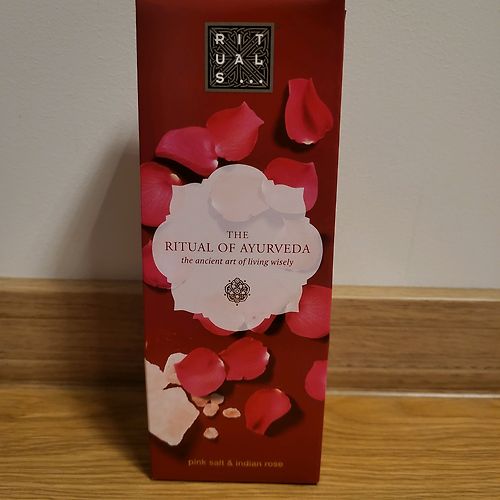 RIT
UAL
S...
THE
RITUAL OF AYURVEDA
the ancient art of living wisely
pink salt & indian rose